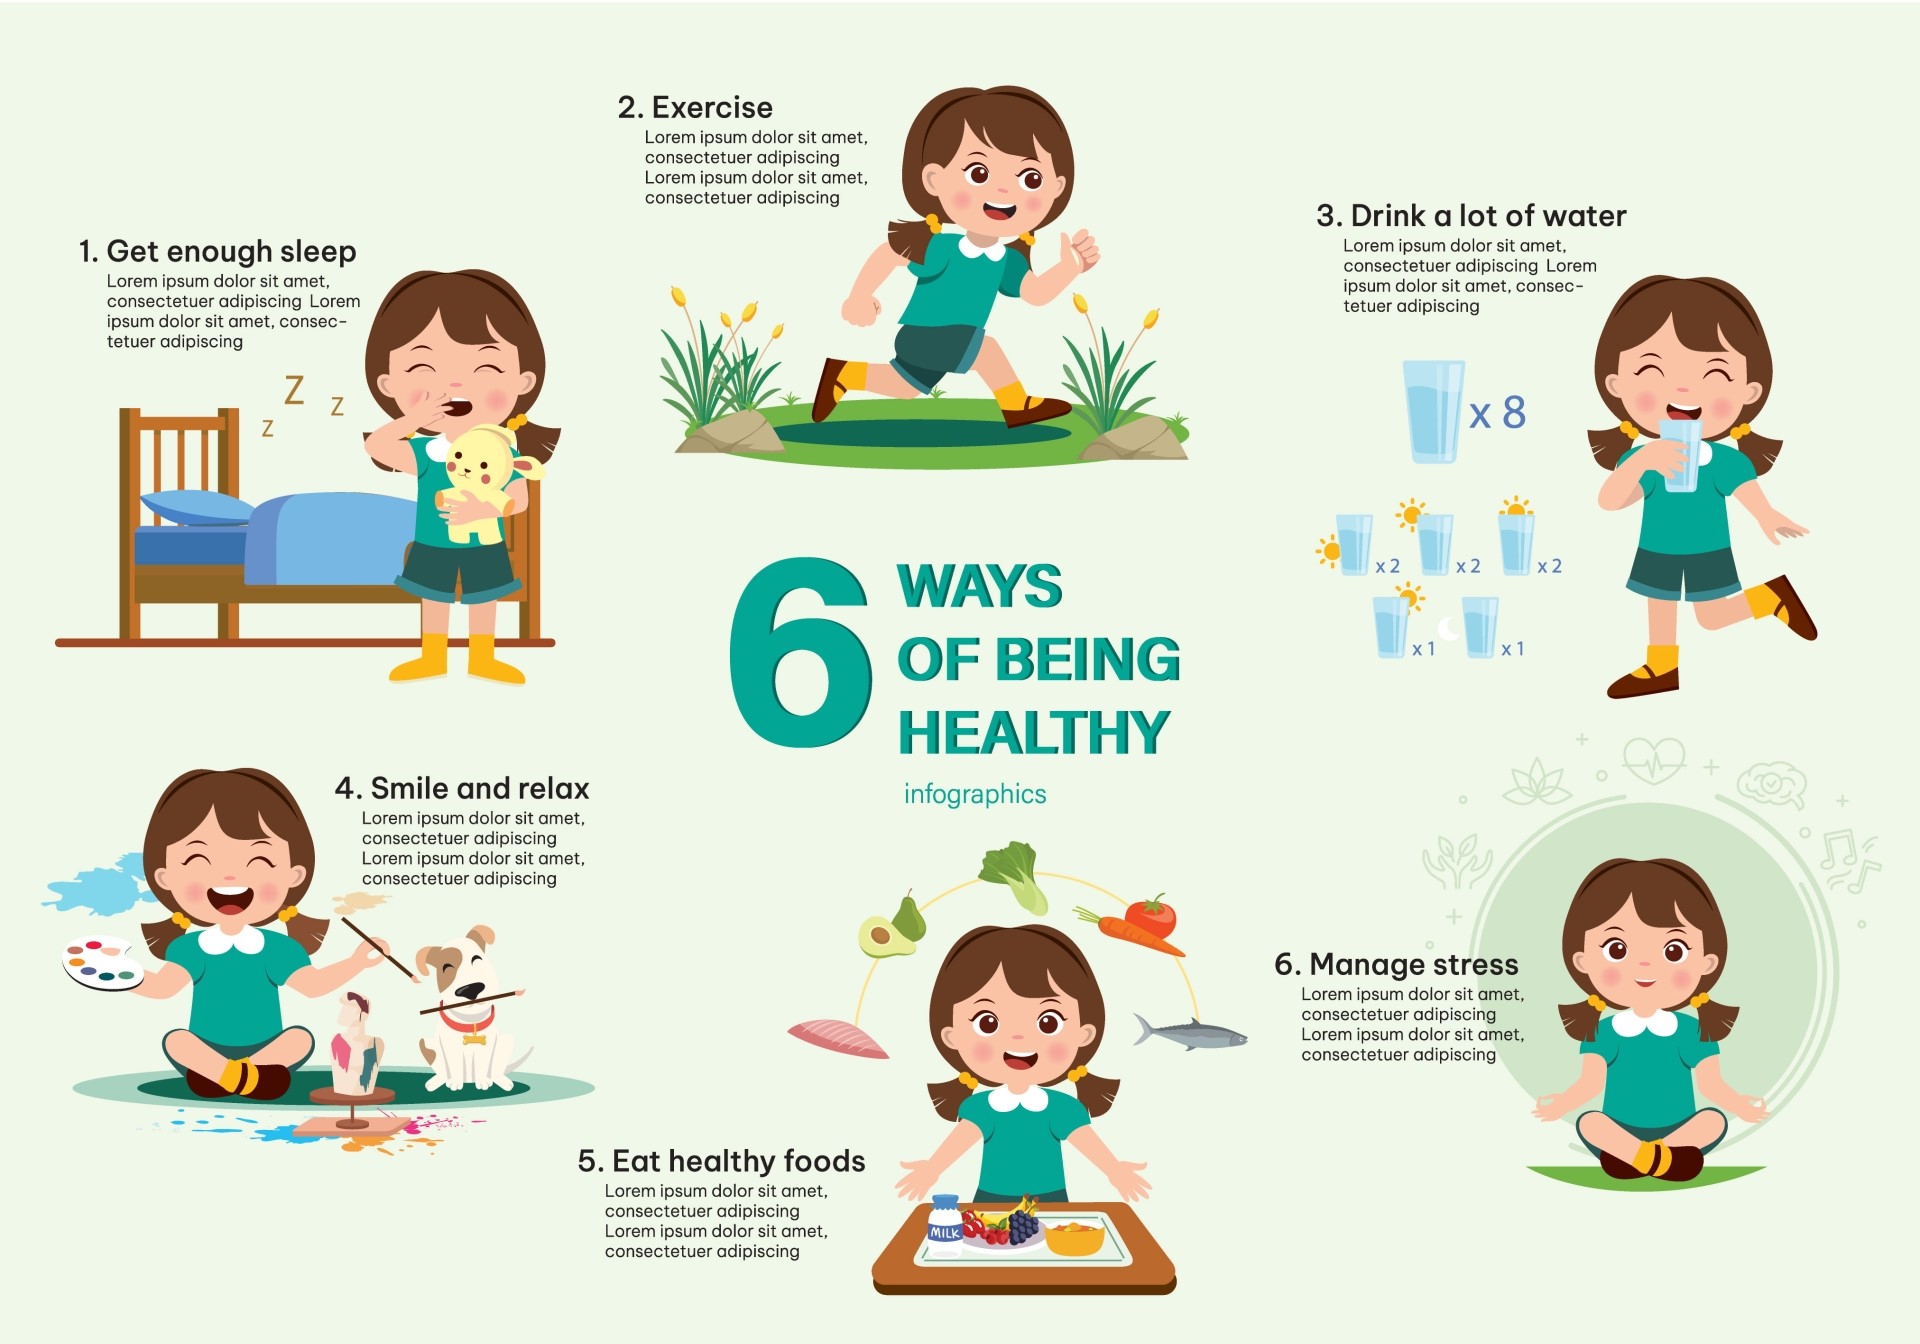 6
WAYS
OF BEING
HEALTHY
infographics
1. Get enough sleep
Lorem ipsum dolor sit amet,
consectetuer adipiscing Lorem
ipsum dolor sit amet, consec-
tetuer adipiscing
Z
Z
Z
2. Exercise
Lorem ipsum dolor sit amet,
consectetuer adipiscing
Lorem ipsum dolor sit amet,
consectetuer adipiscing
3. Drink a lot of water
Lorem ipsum dolor sit amet,
consectetuer adipiscing Lorem
ipsum dolor sit amet, consec-
tetuer adipiscing
x 8
x 2
x 2
x 2
x 1
x 1
4. Smile and relax
Lorem ipsum dolor sit amet,
consectetuer adipiscing
Lorem ipsum dolor sit amet,
consectetuer adipiscing
5. Eat healthy foods
Lorem ipsum dolor sit amet,
consectetuer adipiscing
Lorem ipsum dolor sit amet,
consectetuer adipiscing
MILK
6. Manage stress
Lorem ipsum dolor sit amet,
consectetuer adipiscing
Lorem ipsum dolor sit amet,
consectetuer adipiscing